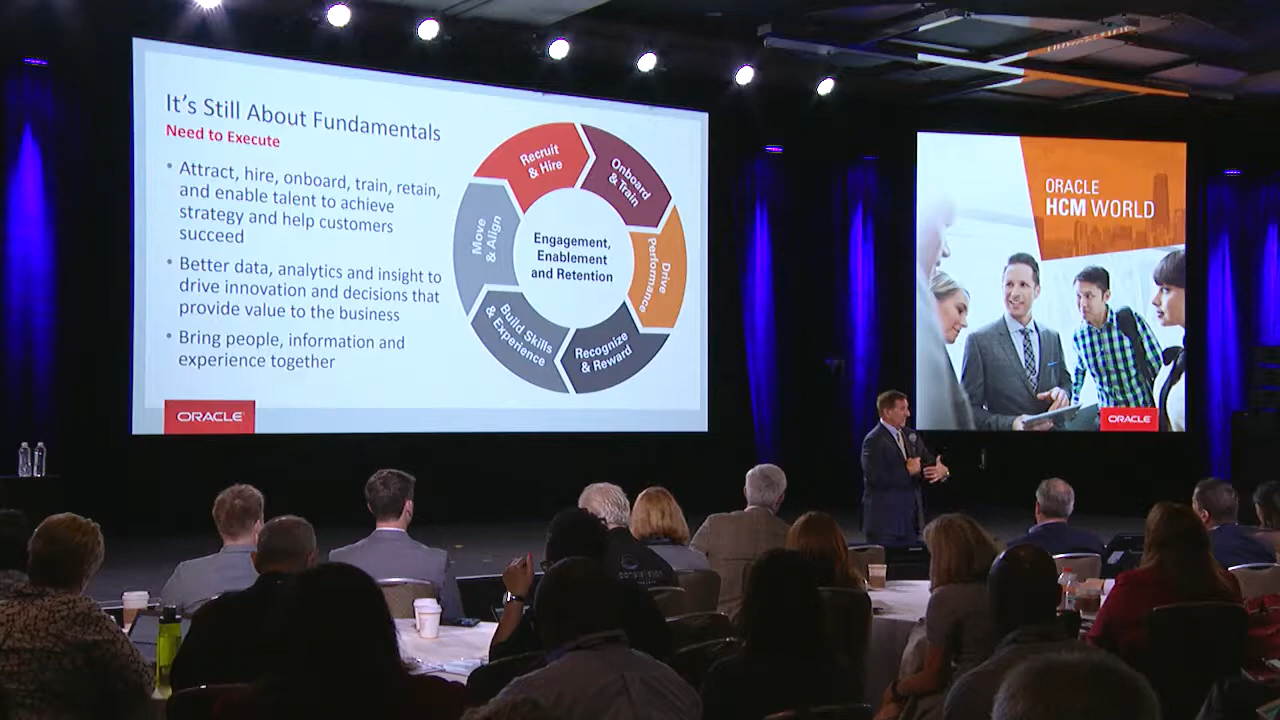 It's Still About Fundamentals
Need to Execute
• Attract, hire, onboard, train, retain,
and enable talent to achieve
strategy and help customers
succeed
• Better data, analytics and insight to
drive innovation and decisions that
provide value to the business
• Bring people, information and
experience together
ORACLE
Recruit
& Hire
Onboard
& Train
Drive
Performance
Recognize
& Reward
Build Skills
& Experience
Move
& Align
Engagement,
Enablement
and Retention
ORACLE
HCM WORLD
ORACLE